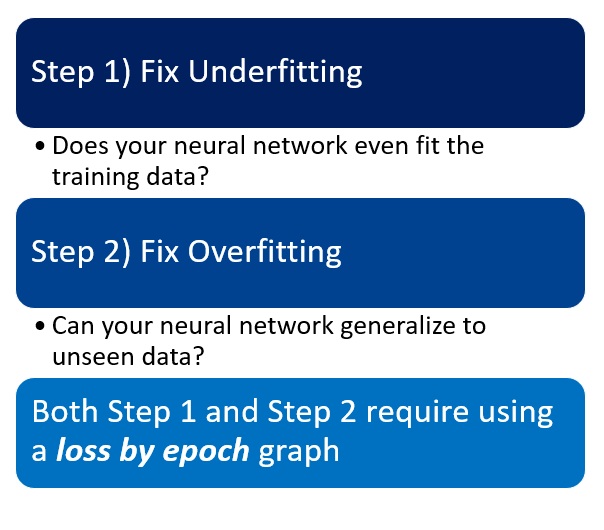 Step 1) Fix Underfitting
• Does your neural network even fit the
training data?
Step 2) Fix Overfitting
• Can your neural network generalize to
unseen data?
Both Step 1 and Step 2 require using
a loss by epoch graph